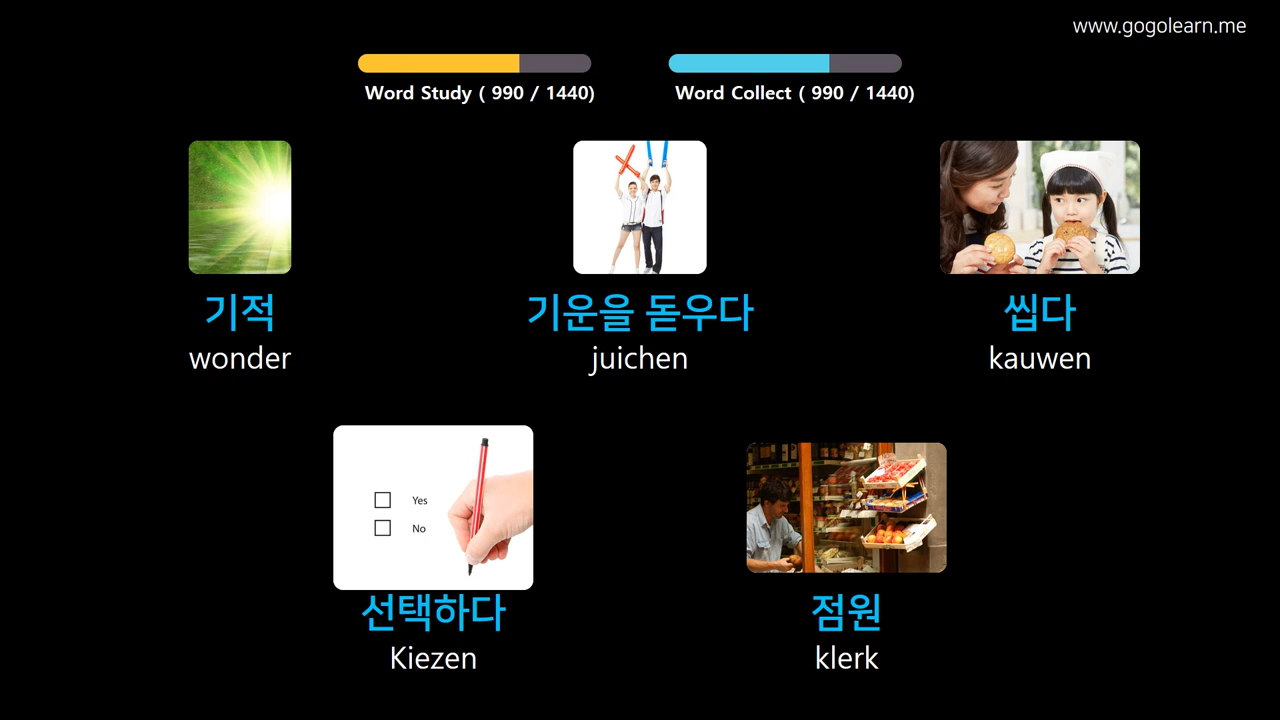 www.gogolearn.me
Word Study ( 990 / 1440)
Word Collect ( 990 / 1440)
기적
wonder
기운을 돋우다
juichen
씹다
kauwen
Yes
No
선택하다
Kiezen
점원
klerk